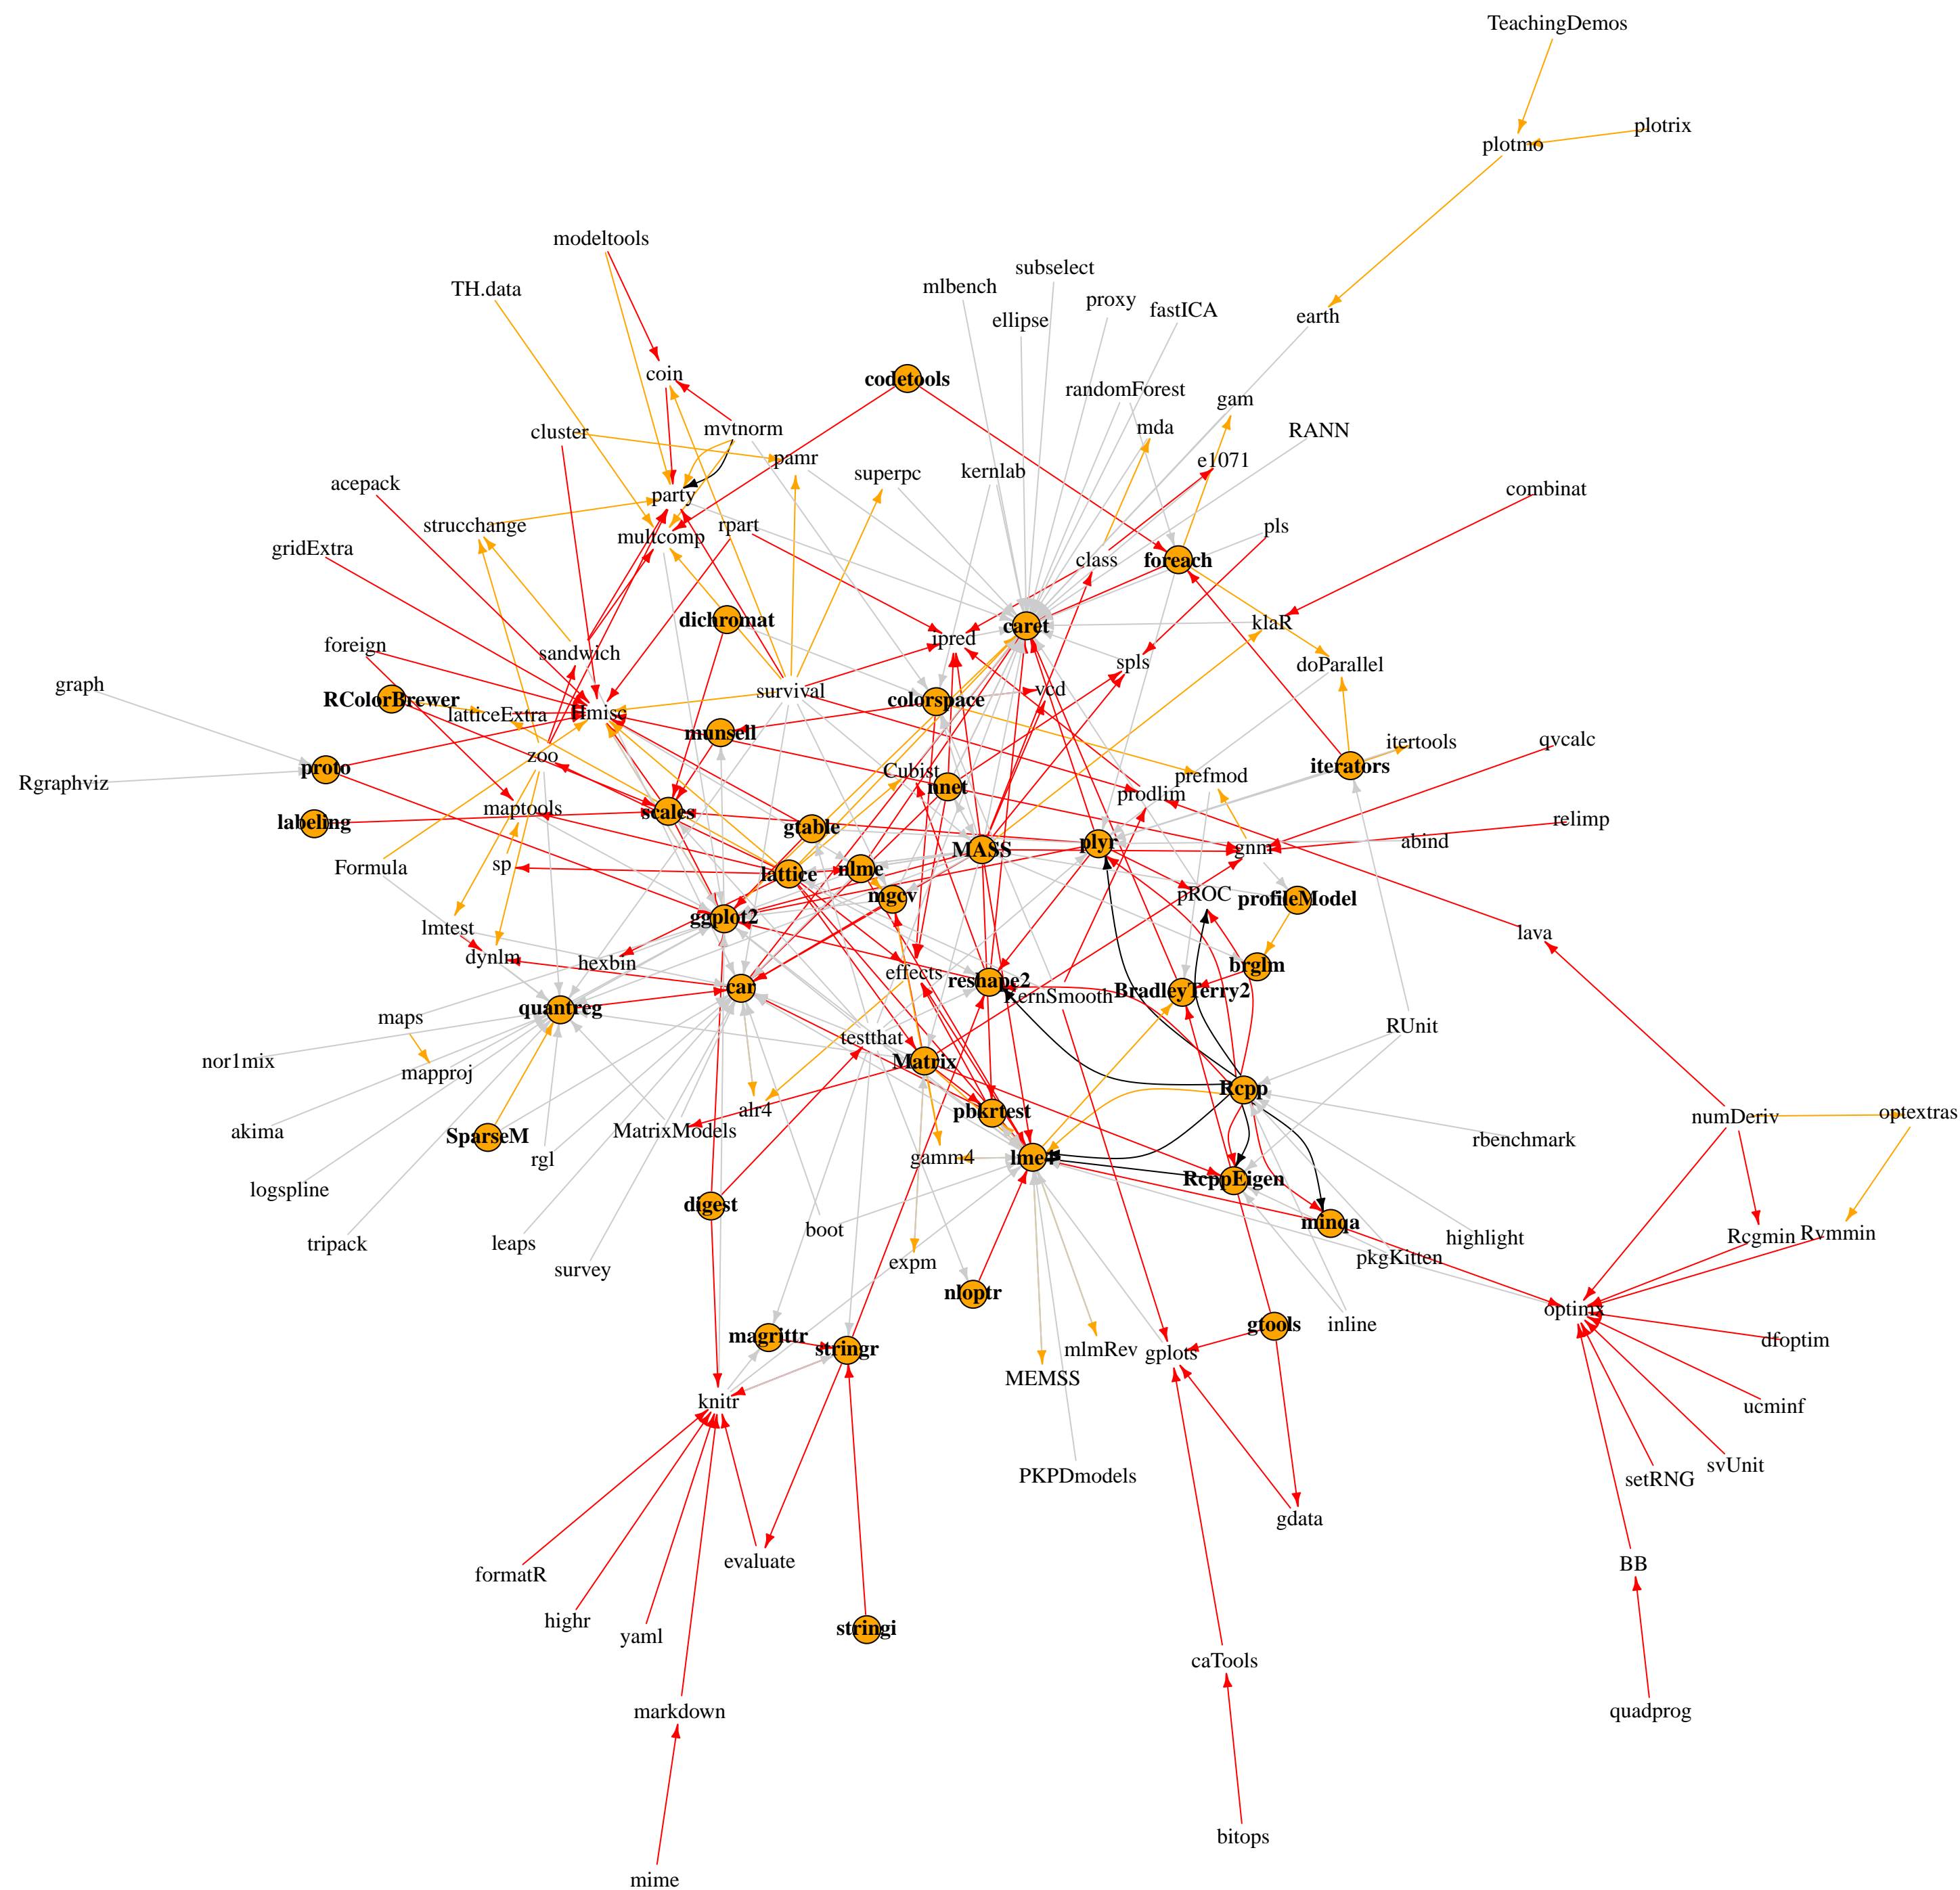 TeachingDemos
plotrix
plotmo
modeltools
subselect
mlbench
TH.data
proxy
fastICA
earth
ellipse
coin
codetools
randomForest
gam
mda
mvtnorm
cluster
RANN
pamr
e1071
superpc
kernlab
acepack
combinat
party
strucchange
rpart
pls
multcomp
gridExtra
class
foreach
dichromat
klaR
caret
ipred
foreign
sandwich
spls
doParallel
graph
survival
vcd
RColorBrewer
colorspace
latticeExtra
Hmisc
munsell
qvcalc
itertools
zoo
proto
iterators
Cubist
prefmod
Rgraphviz
nnet
prodlim
maptools
scales
labeling
relimp
gtable
abind
plyr
MASS
gnm
sp
Formula
nlme
lattice
mgcv
pROC
profileModel
ggplot2
lmtest
lava
dynlm
hexbin
brglm
effects
reshape2
car
BradleyTerry2
KernSmooth
quantreg
maps
RUnit
testthat
nor1mix
Matrix
mapproj
Rcpp
alr4
pbkrtest
optextras
numDeriv
akima
MatrixModels
SparseM
rbenchmark
rgl
gamm4
lme4
RcppEigen
logspline
digest
minqa
boot
Rvmmin
Rcgmin
highlight
tripack
leaps
pkgKitten
expm
survey
nloptr
optimx
inline
gtools
magrittr
dfoptim
stringr
mlmRev
gplots
MEMSS
knitr
ucminf
svUnit
PKPDmodels
setRNG
gdata
evaluate
BB
formatR
highr
stringi
yaml
caTools
markdown
quadprog
bitops
mime